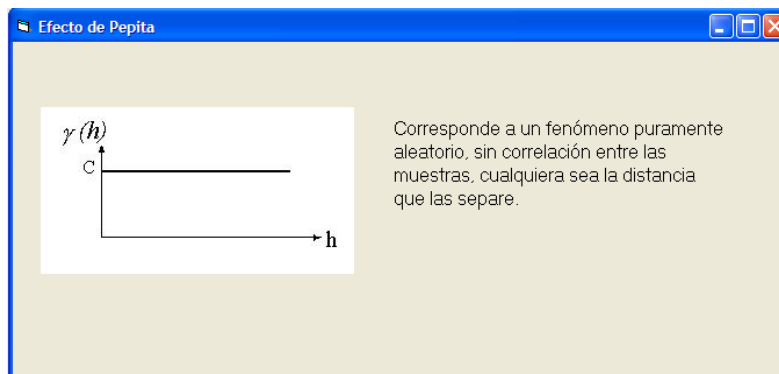 Efecto de Pepita
γ (h)
C
h
Corresponde a un fenómeno puramente
aleatorio, sin correlación entre las
muestras, cualquiera sea la distancia
que las separe.